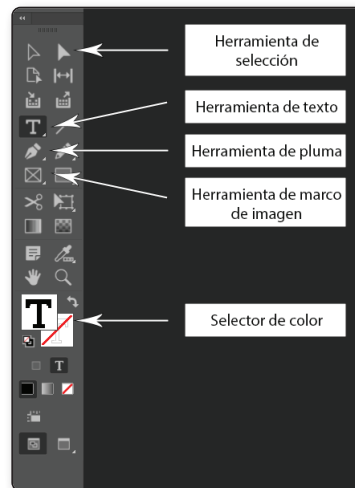 Herramienta de
selección
Herramienta de texto
Herramienta de pluma
Herramienta de marco
de imagen
T
T
Selector de color
T